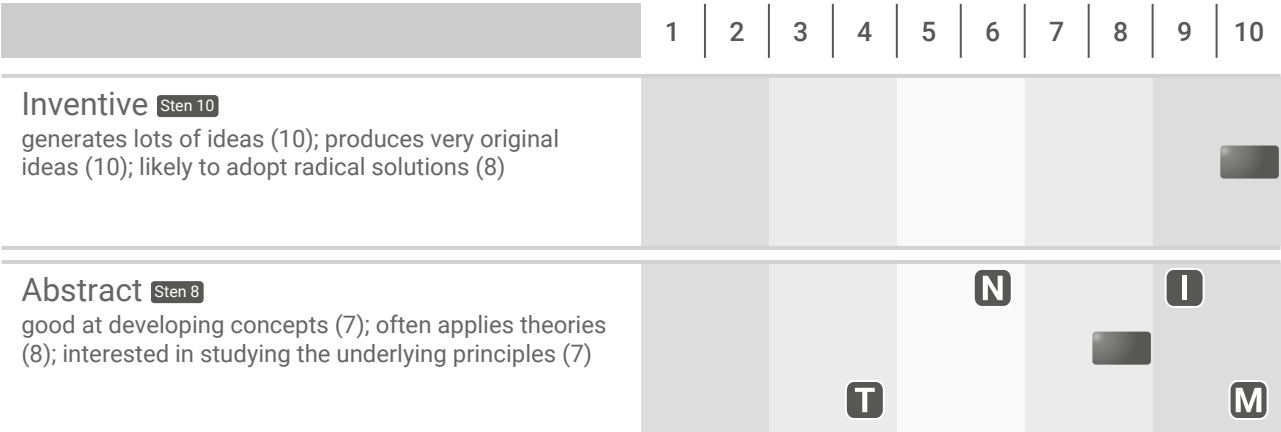 1 2 3 4 5 6 7 8 9 10
Inventive Sten 10
generates lots of ideas (10); produces very original
ideas (10); likely to adopt radical solutions (8)
Abstract Sten 8
N I
good at developing concepts (7); often applies theories
(8); interested in studying the underlying principles (7)
T M